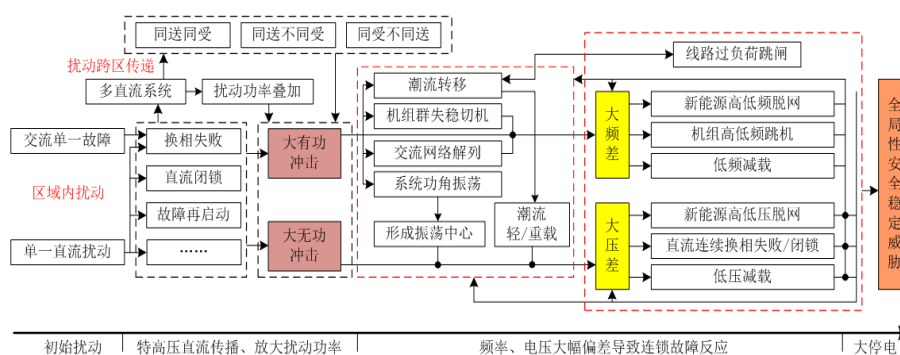 同送同受
同送不同受
同受不同送
扰动跨区传递
多直流系统
扰动功率叠加
交流单一故障
区域内扰动
单一直流扰动
换相失败
直流闭锁
故障再启动
……
大有功
冲击
大无功
冲击
潮流转移
机组群失稳切机
交流网络解列
系统功角振荡
形成振荡中心
潮流
轻/重载
线路过负荷跳闸
大
频
差
新能源高低频脱网
机组高低频跳机
低频减载
大
压
差
新能源高低压脱网
直流连续换相失败/闭锁
低压减载
全
局
性
安
全
稳
定
威
胁
初始扰动
特高压直流传播、放大扰动功率
频率、电压大幅偏差导致连锁故障反应
大停电